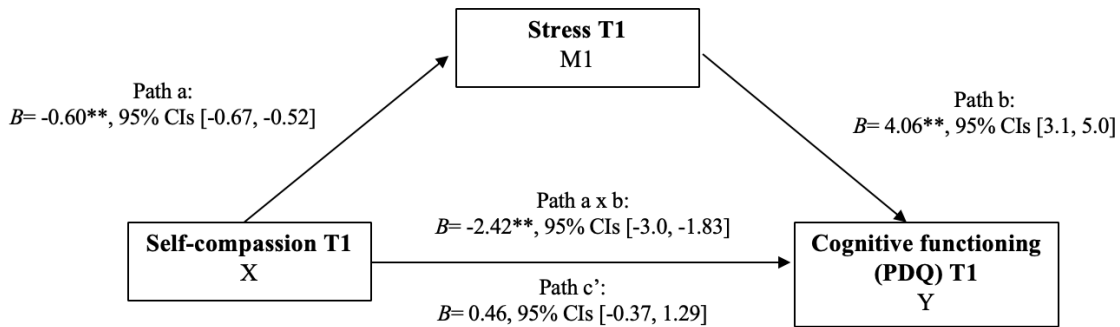 Stress T1
M1
Path a:
B= -0.60**, 95% CIs [-0.67, -0.52]
Path b:
B= 4.06**, 95% CIs [3.1, 5.0]
Path a x b:
B= -2.42**, 95% CIs [-3.0, -1.83]
Self-compassion T1
X
Cognitive functioning
(PDQ) T1
Y
Path c’:
B= 0.46, 95% CIs [-0.37, 1.29]